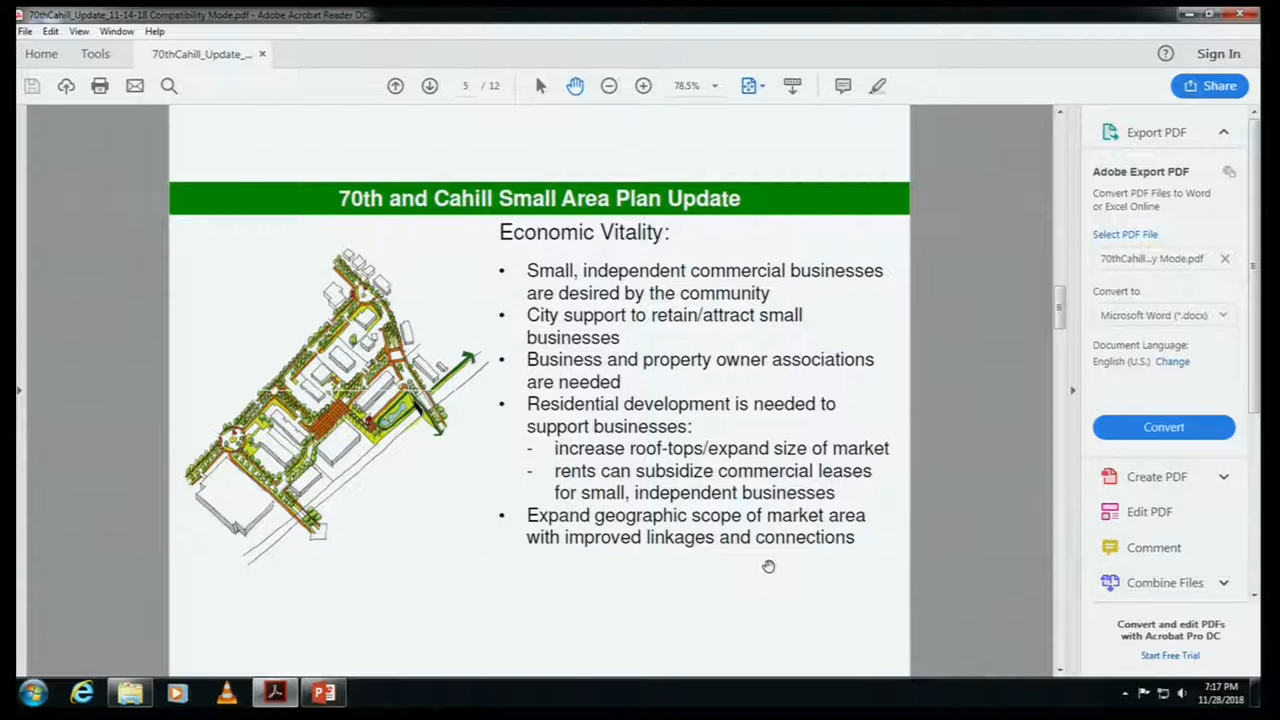 70thCahill_Update_11-14-18 Compatibility Mode.pdf - Adobe Acrobat Reader DC
File Edit View Window Help
Home Tools 70thCahill_Update_... × Sign In
5 / 12 78.5% Share
Export PDF
Adobe Export PDF
Convert PDF Files to Word
or Excel Online
Select PDF File
70thCahill...y Mode.pdf ×
Convert to
Microsoft Word (*.docx)
Document Language:
English (U.S.) Change
Convert
Create PDF
Edit PDF
Comment
Combine Files
Convert and edit PDFs
with Acrobat Pro DC
Start Free Trial
70th and Cahill Small Area Plan Update
Economic Vitality:
• Small, independent commercial businesses
are desired by the community
• City support to retain/attract small
businesses
• Business and property owner associations
are needed
• Residential development is needed to
support businesses:
- increase roof-tops/expand size of market
- rents can subsidize commercial leases
for small, independent businesses
• Expand geographic scope of market area
with improved linkages and connections
7:17 PM
11/28/2018